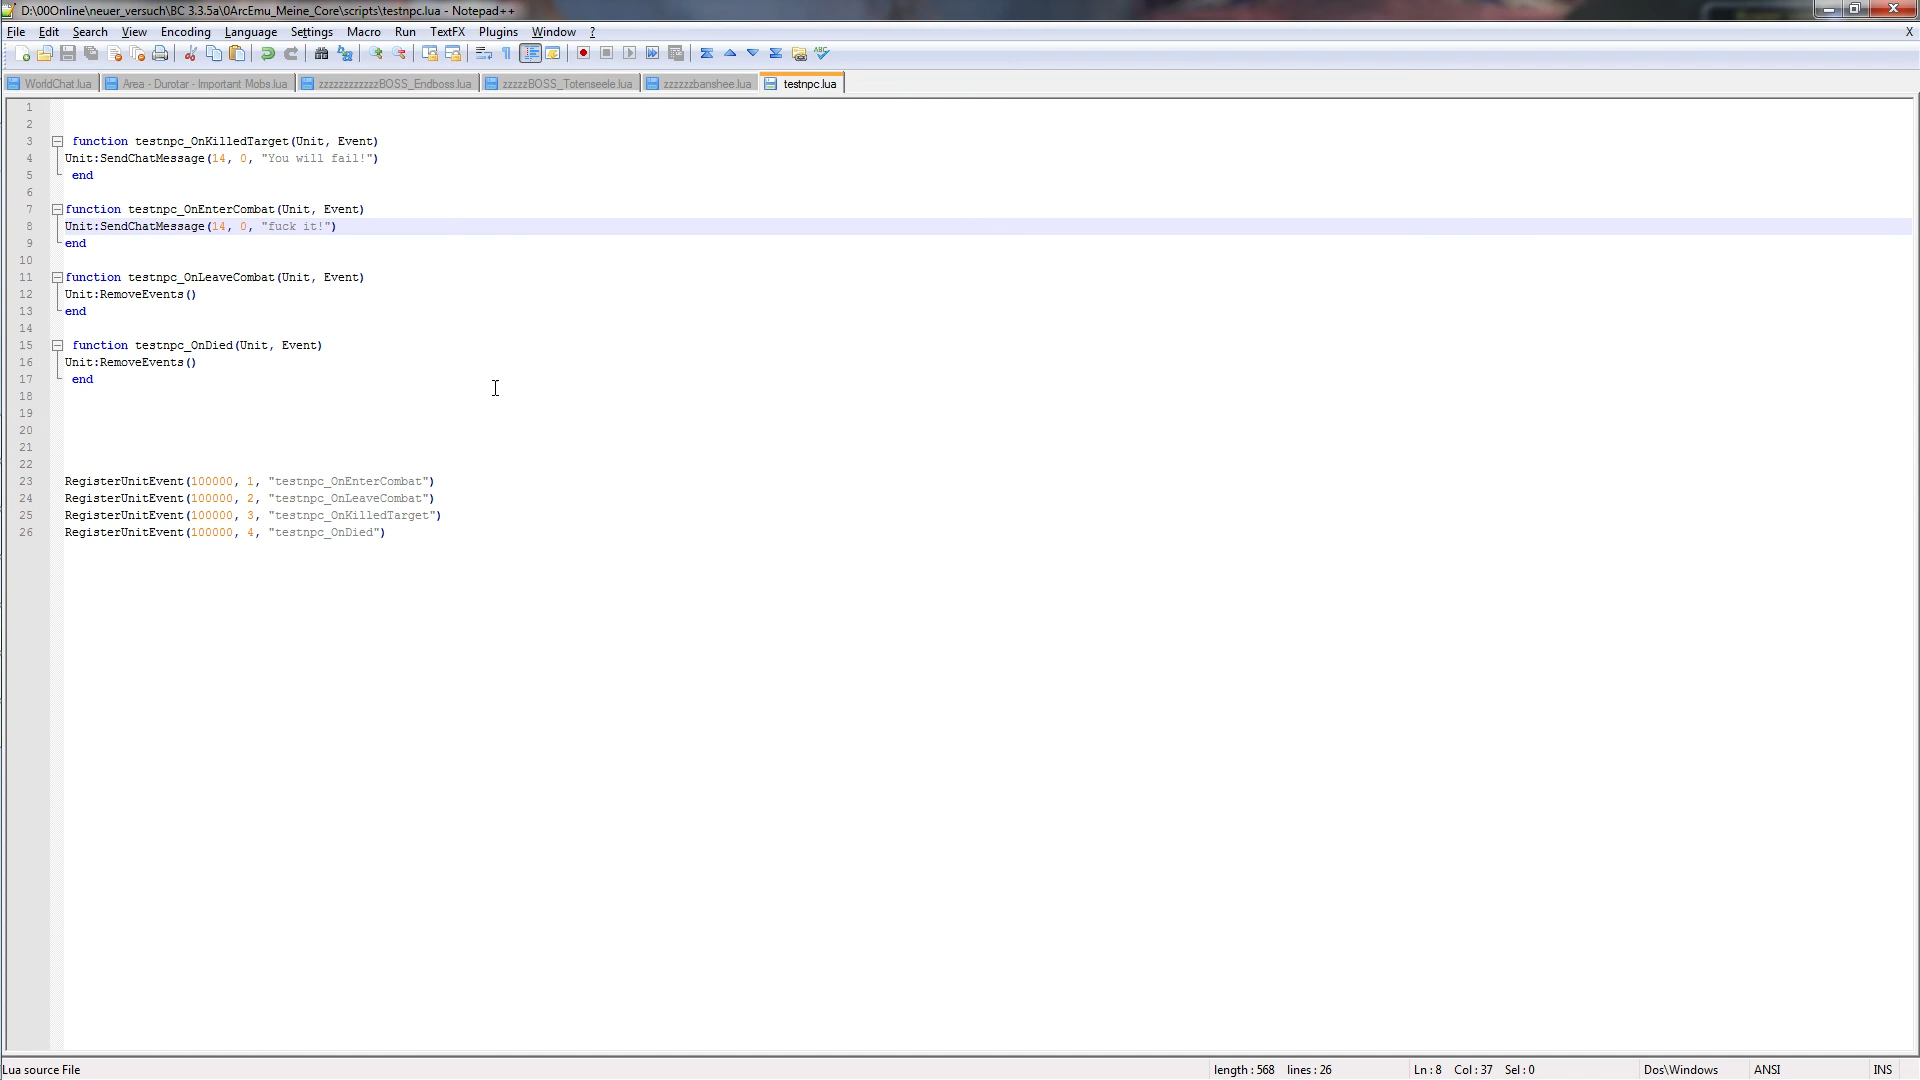 D:\00Online\neuer_versuch\BC 3.3.5a\0ArcEmu_Meine_Core\scripts\testnpc.lua - Notepad++
File Edit Search View Encoding Language Settings Macro Run TextFX Plugins Window ? X
WorldChat.lua Area - Durotar - Important Mobs.lua zzzzzzzzzzzzBOSS_Endboss.lua zzzzzBOSS_Totenseele.lua zzzzzzbanshee.lua testnpc.lua
1
2
3 function testnpc_OnKilledTarget(Unit, Event)
4 Unit:SendChatMessage(14, 0, "You will fail!")
5 end
6
7 function testnpc_OnEnterCombat(Unit, Event)
8 Unit:SendChatMessage(14, 0, "fuck it!")
9 end
10
11 function testnpc_OnLeaveCombat(Unit, Event)
12 Unit:RemoveEvents()
13 end
14
15 function testnpc_OnDied(Unit, Event)
16 Unit:RemoveEvents()
17 end
18
19
20
21
22
23 RegisterUnitEvent(100000, 1, "testnpc_OnEnterCombat")
24 RegisterUnitEvent(100000, 2, "testnpc_OnLeaveCombat")
25 RegisterUnitEvent(100000, 3, "testnpc_OnKilledTarget")
26 RegisterUnitEvent(100000, 4, "testnpc_OnDied")
Lua source File length : 568 lines : 26 Ln : 8 Col : 37 Sel : 0 Dos\Windows ANSI INS